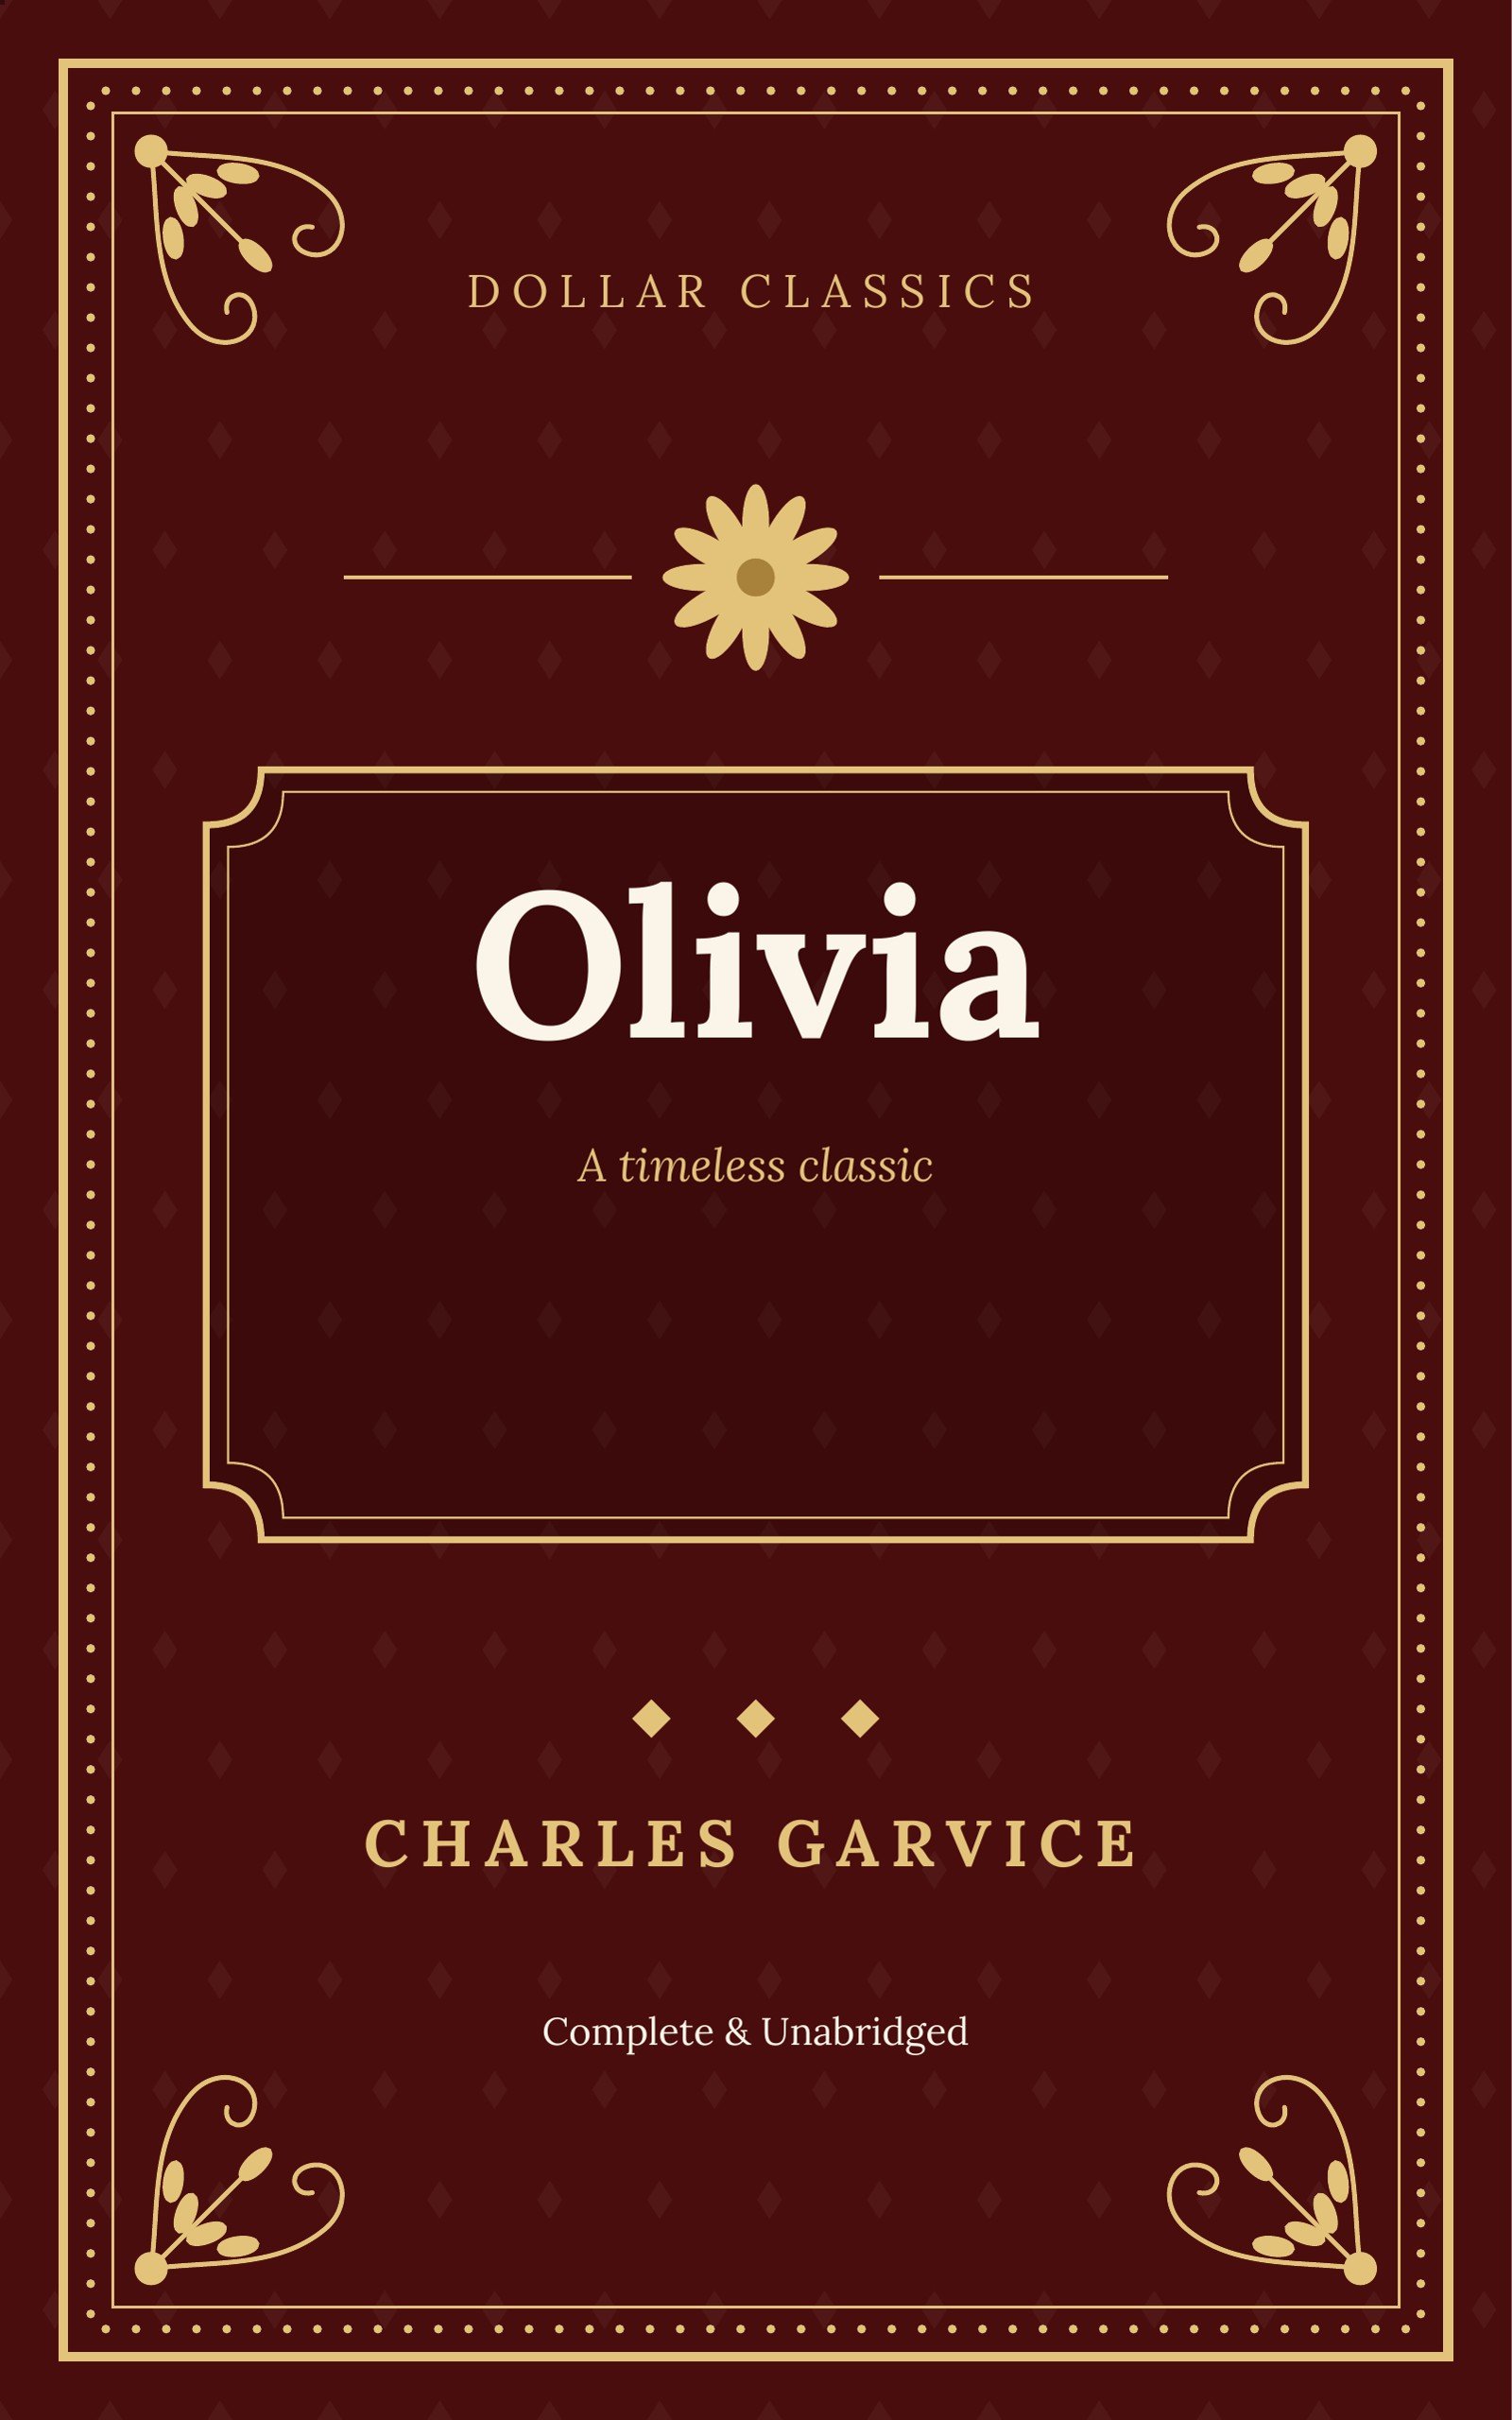 DOLLAR CLASSICS
Olivia
A timeless classic
CHARLES GARVICE
Complete & Unabridged